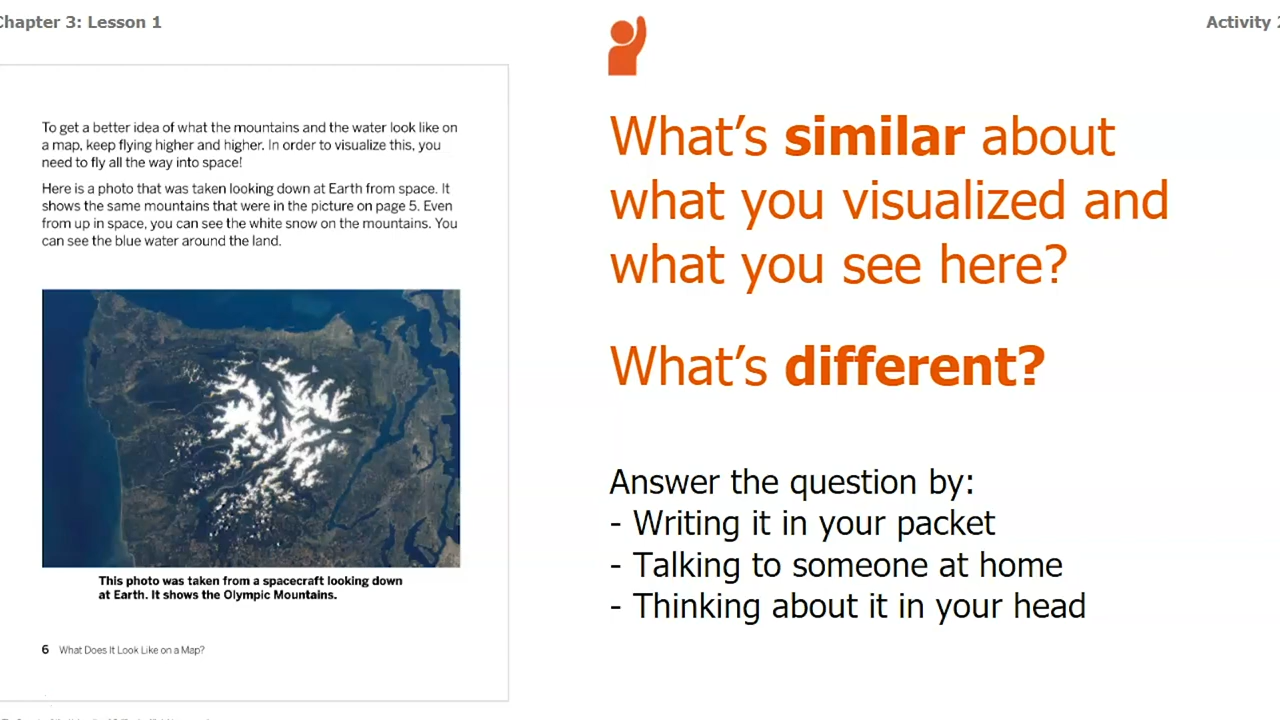 Chapter 3: Lesson 1
Activity 2
To get a better idea of what the mountains and the water look like on
a map, keep flying higher and higher. In order to visualize this, you
need to fly all the way into space!
Here is a photo that was taken looking down at Earth from space. It
shows the same mountains that were in the picture on page 5. Even
from up in space, you can see the white snow on the mountains. You
can see the blue water around the land.
This photo was taken from a spacecraft looking down
at Earth. It shows the Olympic Mountains.
6 What Does It Look Like on a Map?
What's similar about
what you visualized and
what you see here?
What's different?
Answer the question by:
- Writing it in your packet
- Talking to someone at home
- Thinking about it in your head